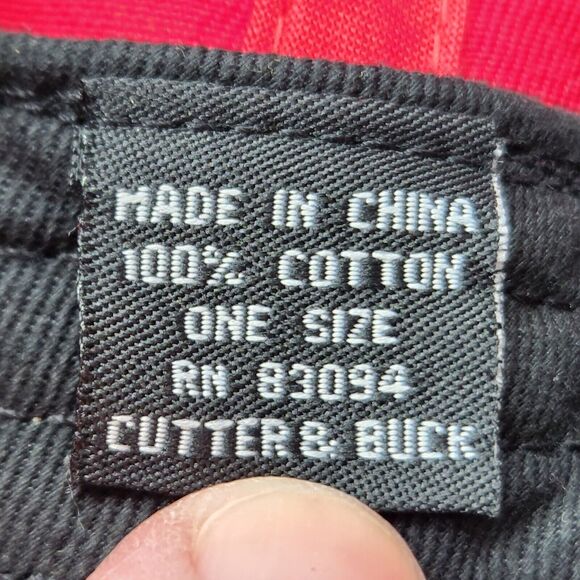 MADE IN CHINA
100% COTTON
ONE SIZE
RN 83094
CUTTER & BUCK